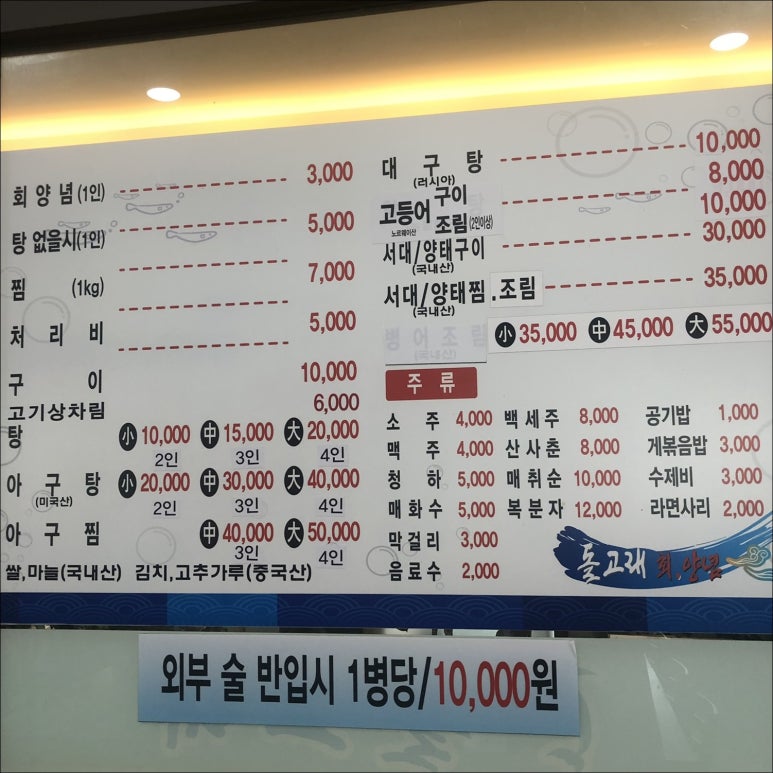 회양념(1인) 3,000
탕 없을시(1인) 5,000
찜 (1kg) 7,000
처리비 5,000
구이 10,000
고기상차림 6,000
탕 小 10,000 中 15,000 大 20,000
2인 3인 4인
아구탕 小 20,000 中 30,000 大 40,000
(미국산) 2인 3인 4인
아구찜 中 40,000 大 50,000
3인 4인
쌀,마늘(국내산) 김치,고추가루(중국산)
대구탕 10,000
(러시아)
고등어 구이 8,000
노르웨이산 조림(2인이상) 10,000
서대/양태구이 30,000
(국내산)
서대/양태찜.조림 35,000
(국내산)
병어조림 小 35,000 中 45,000 大 55,000
(국내산)
주류
소주 4,000 백세주 8,000 공기밥 1,000
맥주 4,000 산사춘 8,000 게볶음밥 3,000
청하 5,000 매취순 10,000 수제비 3,000
매화수 5,000 복분자 12,000 라면사리 2,000
막걸리 3,000
음료수 2,000
돌고래 회,양념
외부 술 반입시 1병당/10,000원